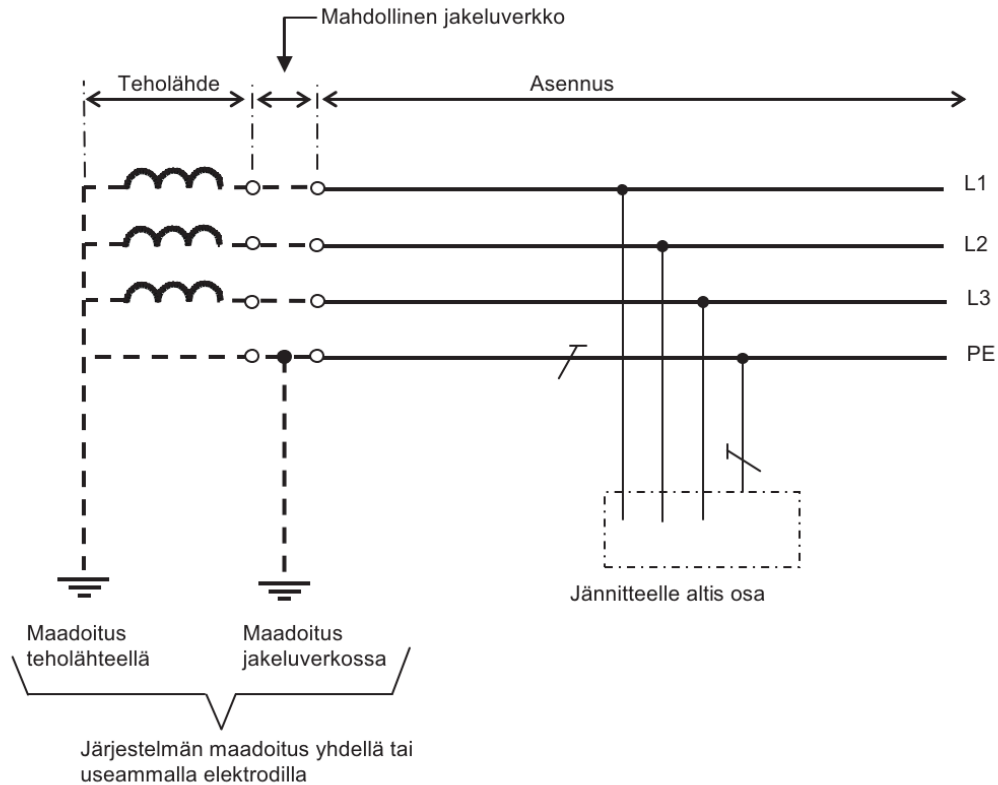 Mahdollinen jakeluverkko
Teholähde
Asennus
L1
L2
L3
PE
Jännitteelle altis osa
Maadoitus
teholähteellä
Maadoitus
jakeluverkossa
Järjestelmän maadoitus yhdellä tai
useammalla elektrodilla